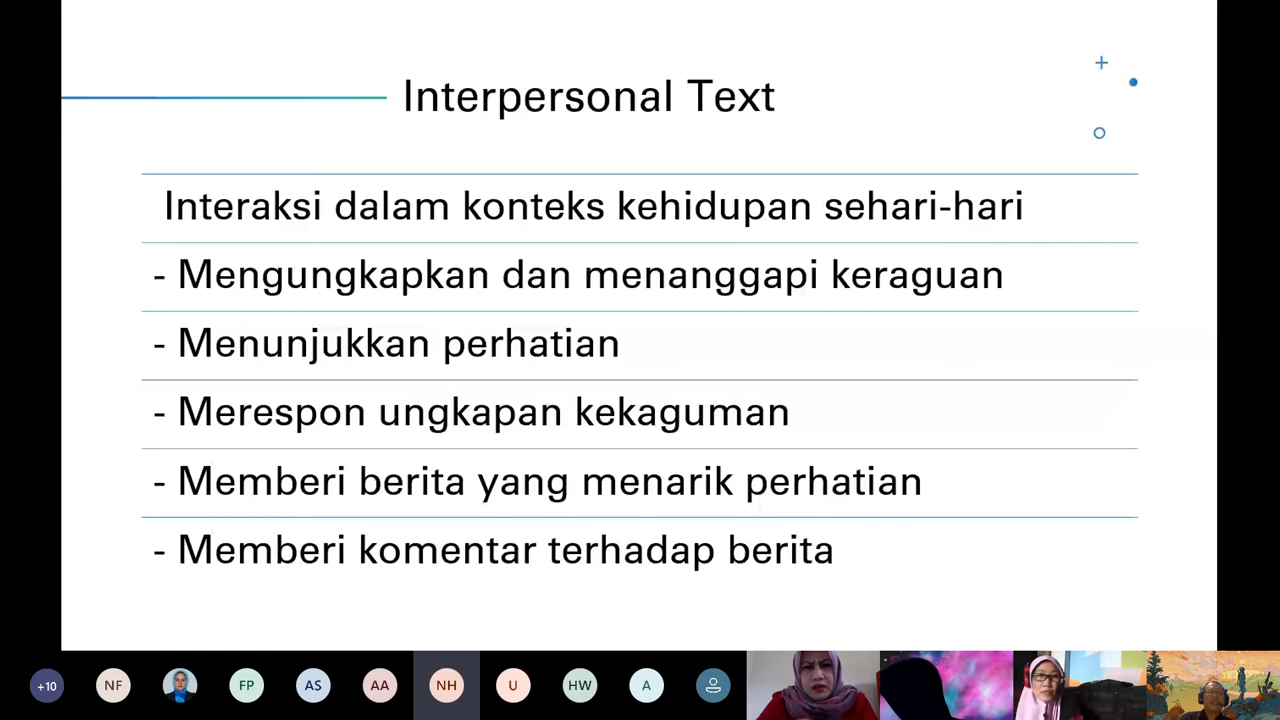 Interpersonal Text
Interaksi dalam konteks kehidupan sehari-hari
- Mengungkapkan dan menanggapi keraguan
- Menunjukkan perhatian
- Merespon ungkapan kekaguman
- Memberi berita yang menarik perhatian
- Memberi komentar terhadap berita
+10 NF FP AS AA NH U HW A